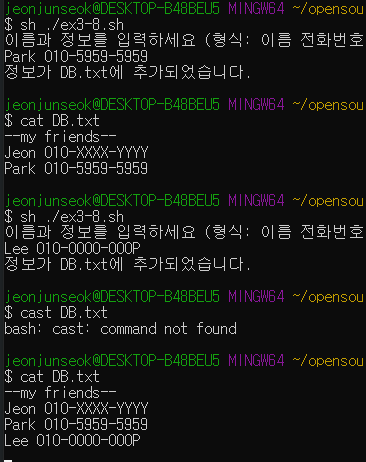 jeonjunseok@DESKTOP-B48BEU5 MINGW64 ~/opensou
$ sh ./ex3-8.sh
이름과 정보를 입력하세요 (형식: 이름 전화번호
Park 010-5959-5959
정보가 DB.txt에 추가되었습니다.
jeonjunseok@DESKTOP-B48BEU5 MINGW64 ~/opensou
$ cat DB.txt
--my friends--
Jeon 010-XXXX-YYYY
Park 010-5959-5959
jeonjunseok@DESKTOP-B48BEU5 MINGW64 ~/opensou
$ sh ./ex3-8.sh
이름과 정보를 입력하세요 (형식: 이름 전화번호
Lee 010-0000-000P
정보가 DB.txt에 추가되었습니다.
jeonjunseok@DESKTOP-B48BEU5 MINGW64 ~/opensou
$ cast DB.txt
bash: cast: command not found
jeonjunseok@DESKTOP-B48BEU5 MINGW64 ~/opensou
$ cat DB.txt
--my friends--
Jeon 010-XXXX-YYYY
Park 010-5959-5959
Lee 010-0000-000P